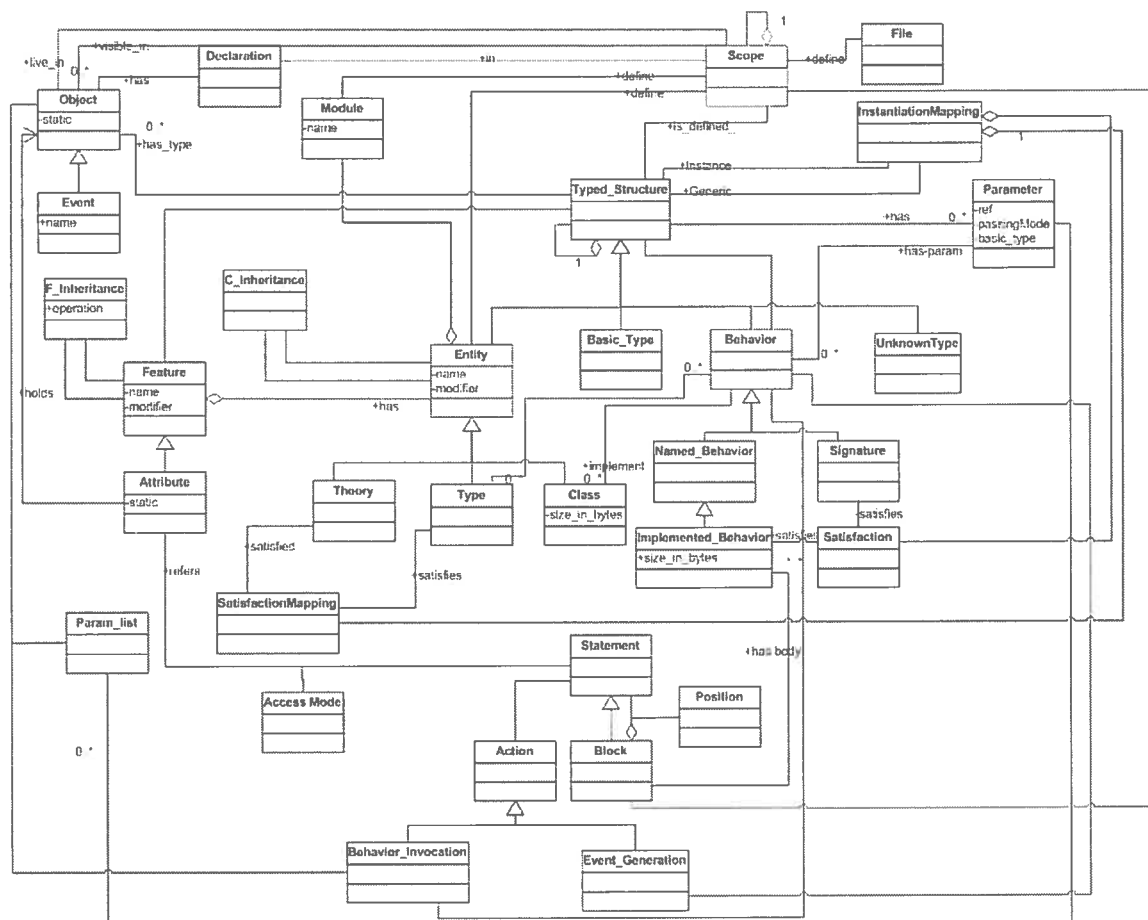 1
+visible_in
Scope
File
+live_in
0..*
Declaration
+in
+define
+has
Object
-static
Module
-name
+define
+define
InstantiationMapping
0..*
+has_type
+is_defined_
1
+Instance
Typed_Structure
+Generic
Parameter
-ref
-passingMode
-basic_type
Event
+name
+has
0..*
1
+has-param
F_Inheritance
+operation
C_Inheritance
Basic_Type
Behavior
UnknownType
Entity
-name
-modifier
Feature
-name
-modifier
0..*
0..*
+holds
+has
Named_Behavior
Signature
+implement
Attribute
-static
Theory
Type
0..*
Class
-size_in_bytes
-satisfies
Implemented_Behavior
+size_in_bytes
Satisfaction
+satisfied
+refers
+satisfies
SatisfactionMapping
Param_list
Statement
+has body
Access Mode
Position
0..*
Action
Block
Behavior_Invocation
Event_Generation